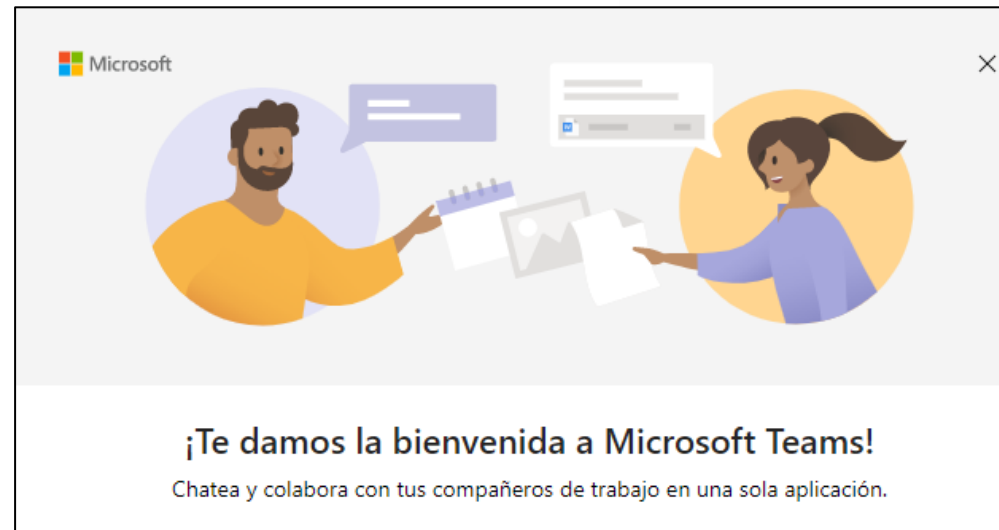 Microsoft
¡Te damos la bienvenida a Microsoft Teams!
Chatea y colabora con tus compañeros de trabajo en una sola aplicación.